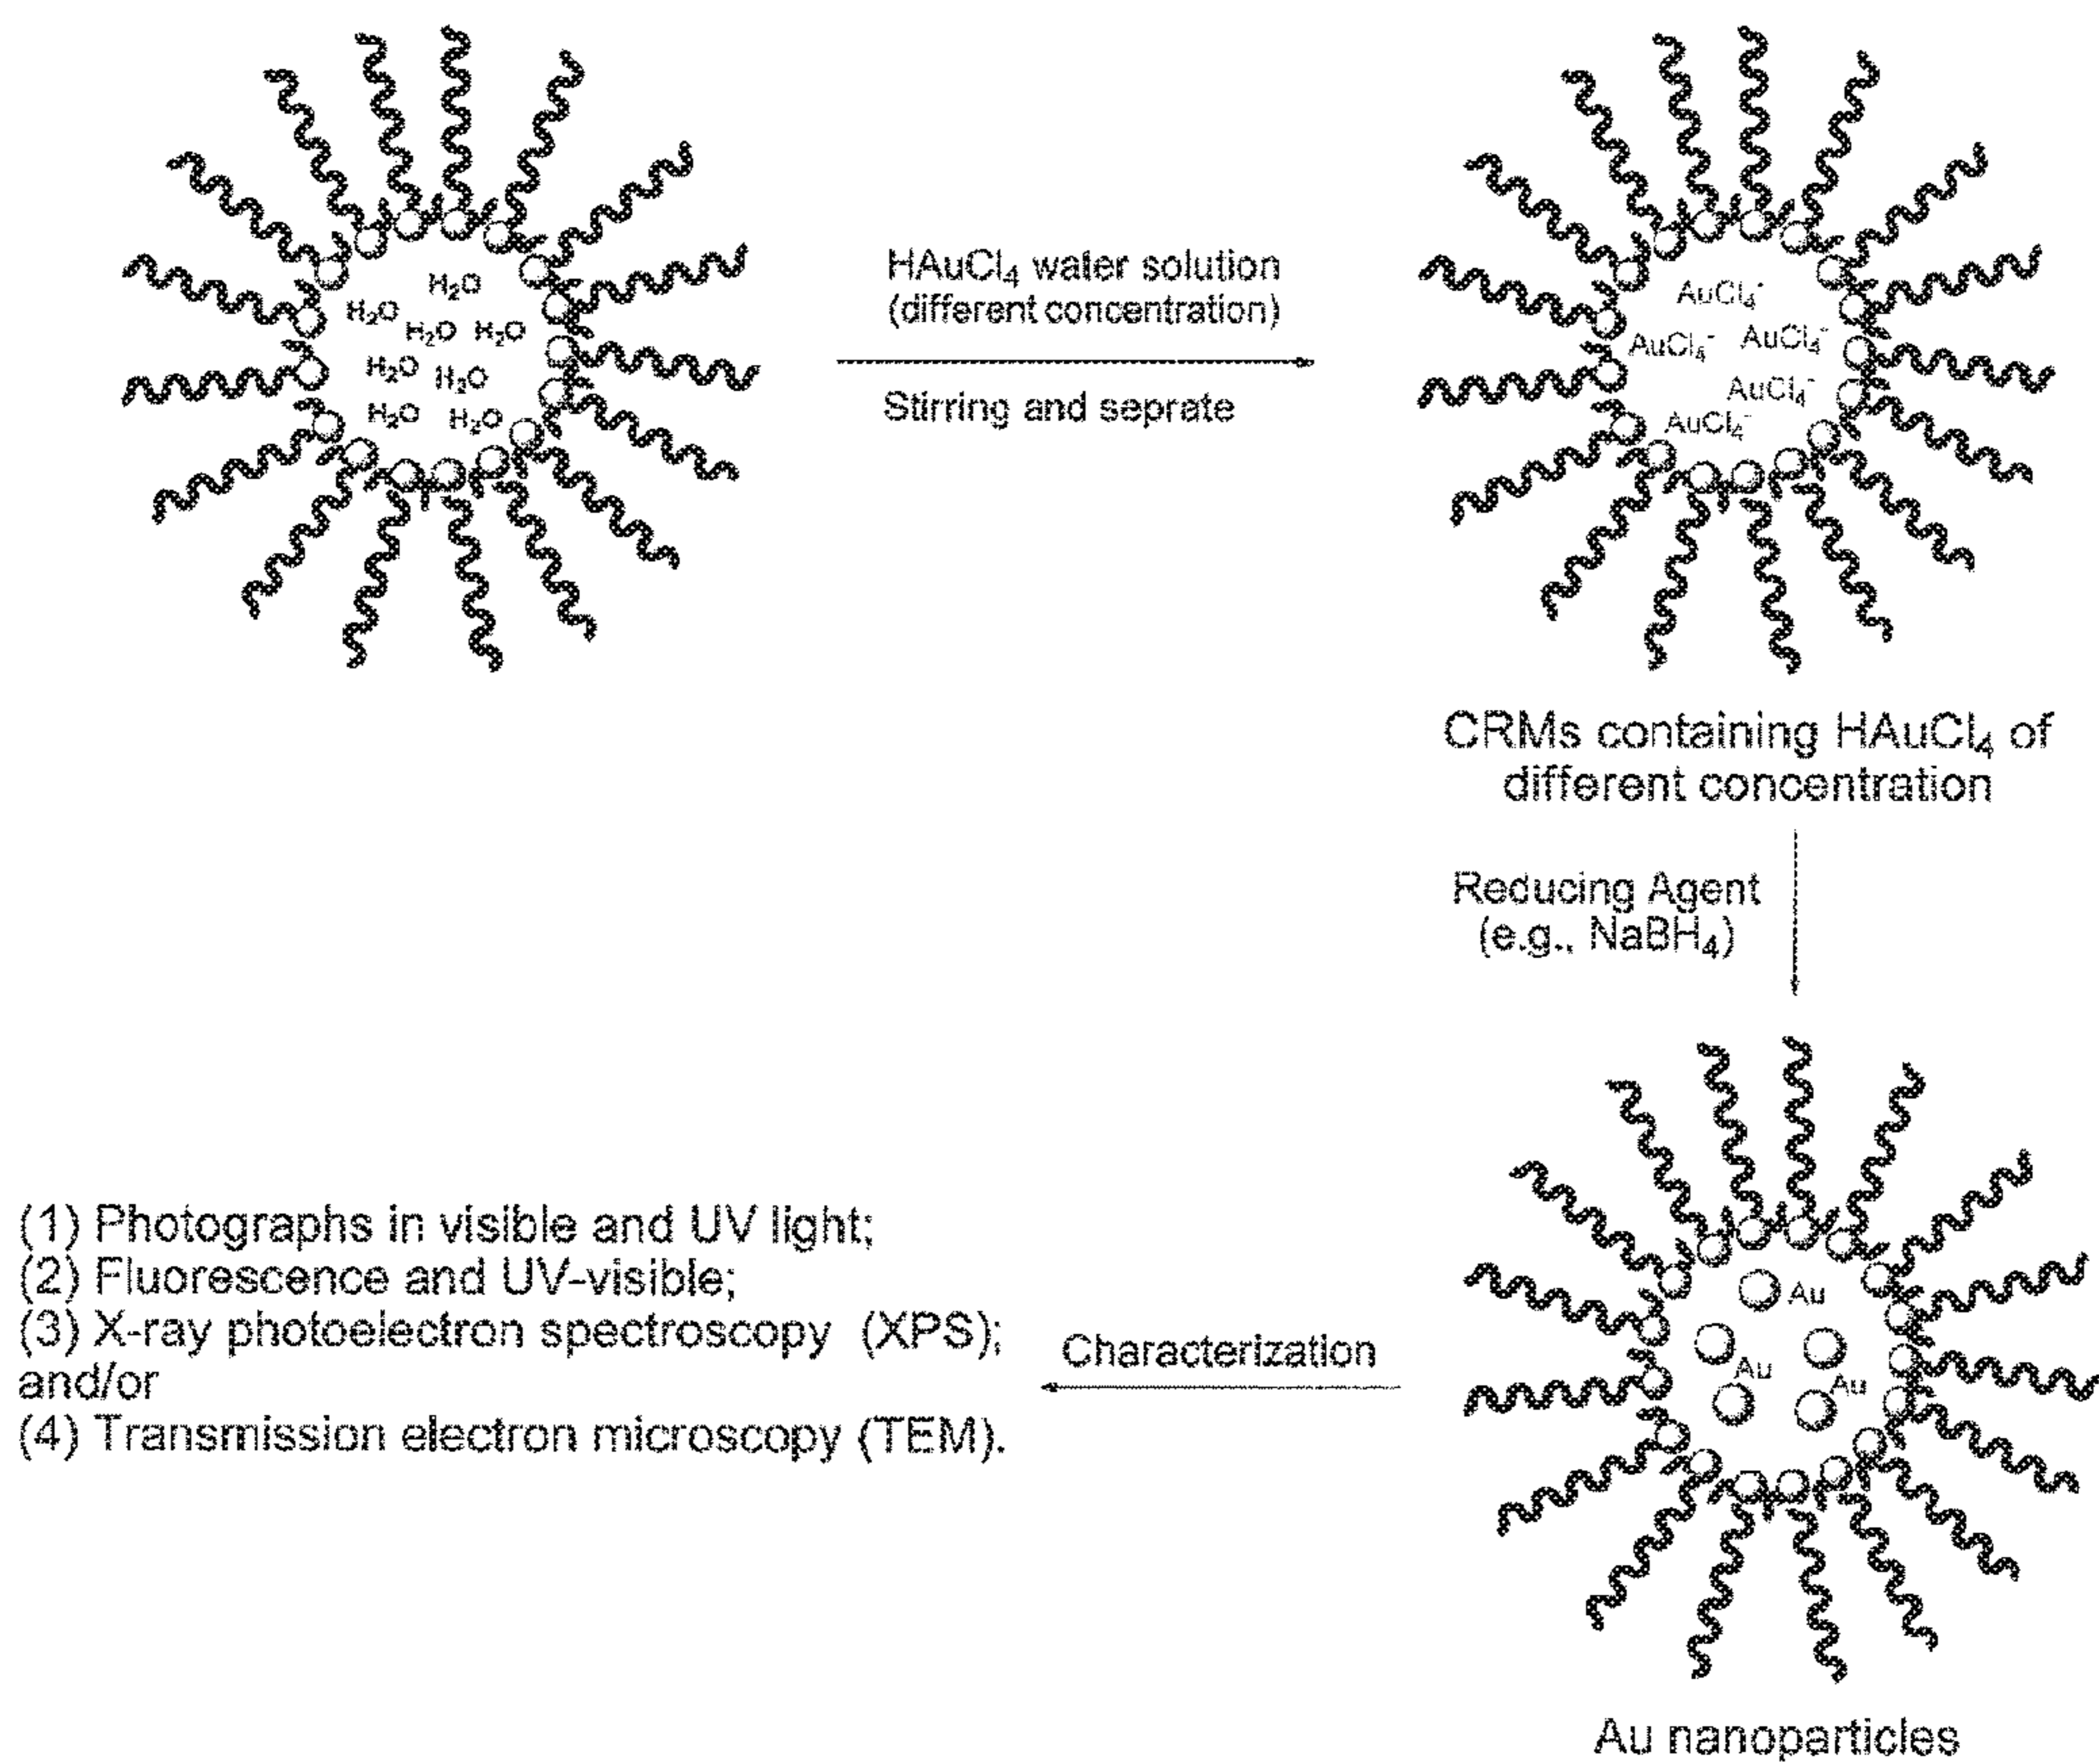 H₂O
H₂O
H₂O H₂O
H₂O
H₂O
H₂O
H₂O
HAuCl₄ water solution
(different concentration)
Stirring and seprate
AuCl₄⁻
AuCl₄⁻
AuCl₄⁻
AuCl₄⁻
AuCl₄⁻
CRMs containing HAuCl₄ of
different concentration
Reducing Agent
(e.g., NaBH₄)
Au
Au
Au
Au nanoparticles
Characterization
(1) Photographs in visible and UV light;
(2) Fluorescence and UV-visible;
(3) X-ray photoelectron spectroscopy (XPS);
and/or
(4) Transmission electron microscopy (TEM).